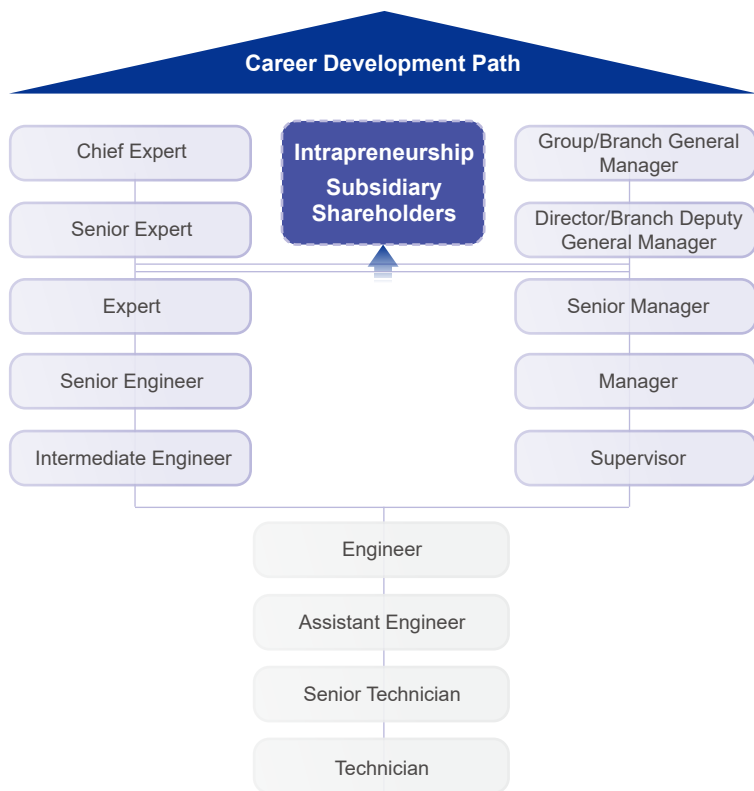 Career Development Path
Chief Expert
Intrapreneurship
Subsidiary
Shareholders
Group/Branch General
Manager
Senior Expert
Director/Branch Deputy
General Manager
Expert
Senior Manager
Senior Engineer
Manager
Intermediate Engineer
Supervisor
Engineer
Assistant Engineer
Senior Technician
Technician